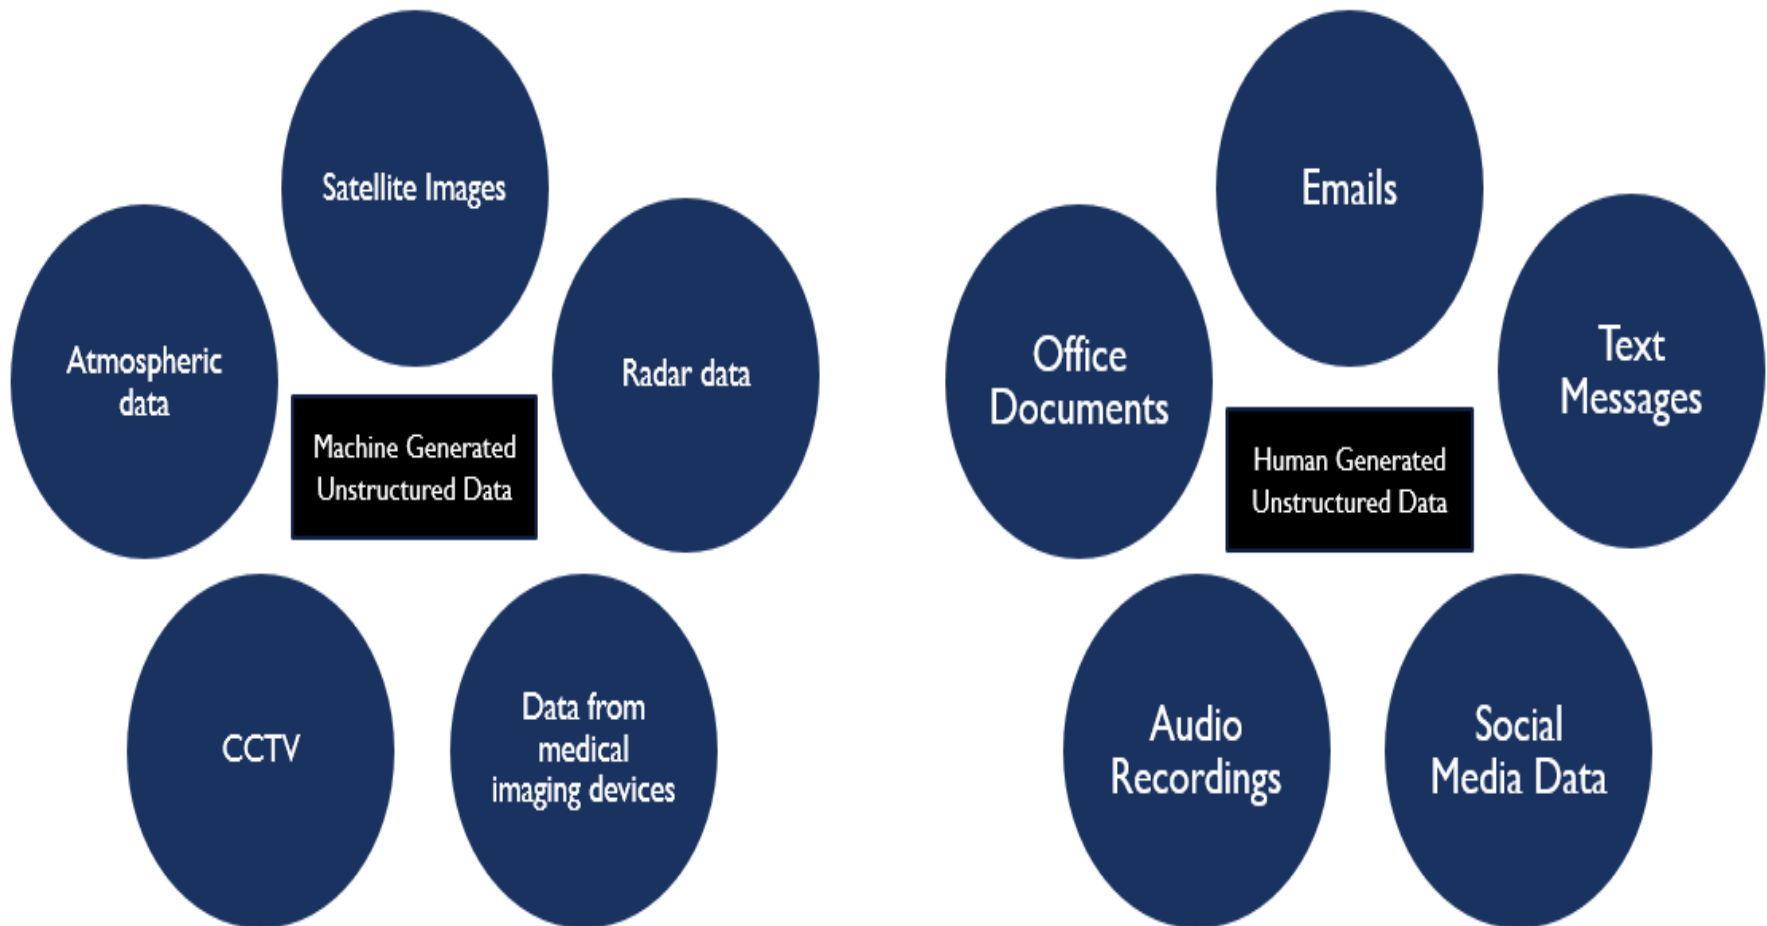 Satellite Images
Atmospheric
data
Radar data
Machine Generated
Unstructured Data
CCTV
Data from
medical
imaging devices
Emails
Office
Documents
Text
Messages
Human Generated
Unstructured Data
Audio
Recordings
Social
Media Data